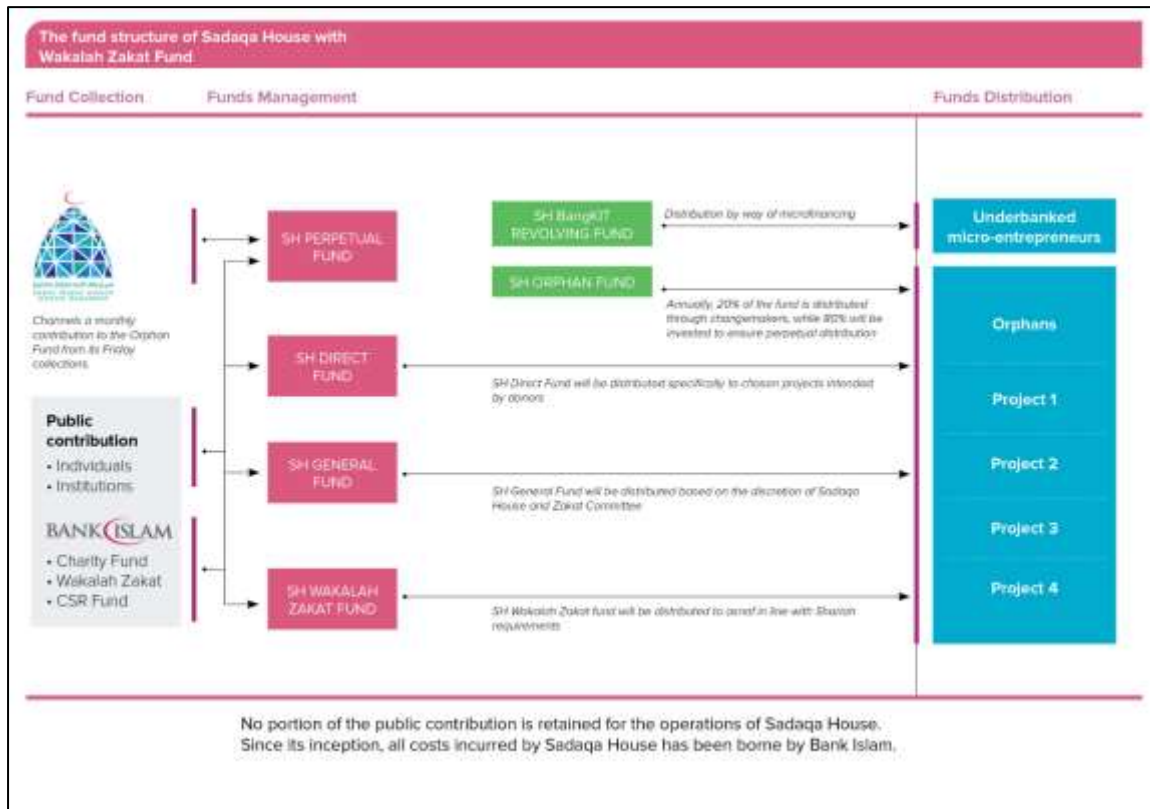 The fund structure of Sadaqa House with
Wakalah Zakat Fund
Fund Collection
Funds Management
Funds Distribution
Channels a monthly
contribution to the Orphan
Fund from its Friday
collections.
Public
contribution
• Individuals
• Institutions
BANK ISLAM
• Charity Fund
• Wakalah Zakat
• CSR Fund
SH PERPETUAL
FUND
SH DIRECT
FUND
SH GENERAL
FUND
SH WAKALAH
ZAKAT FUND
SH BangKIT
REVOLVING FUND
Distribution by way of microfinancing
SH ORPHAN FUND
Annually, 20% of the fund is distributed
through changemakers, while 80% will be
invested to ensure perpetual distribution
SH Direct Fund will be distributed specifically to chosen projects intended
by donors
SH General Fund will be distributed based on the discretion of Sadaqa
House and Zakat Committee
SH Wakalah Zakat fund will be distributed to asnaf in line with Shariah
requirements
Underbanked
micro-entrepreneurs
Orphans
Project 1
Project 2
Project 3
Project 4
No portion of the public contribution is retained for the operations of Sadaqa House.
Since its inception, all costs incurred by Sadaqa House has been borne by Bank Islam.